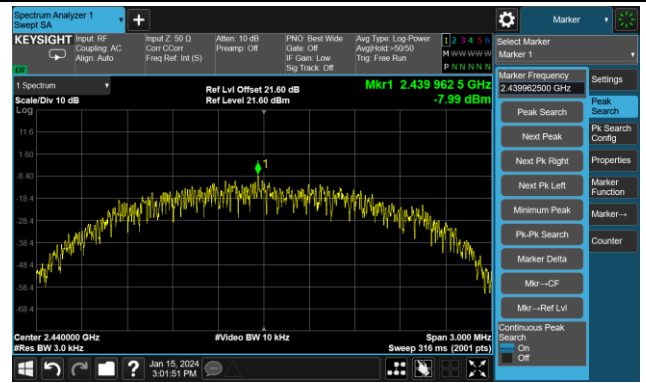 Spectrum Analyzer 1
Swept SA
Marker
KEYSIGHT
Input: RF
Coupling: AC
Align: Auto
Input Z: 50 Ω
Corr CCorr
Freq Ref: Int (S)
Atten: 10 dB
Preamp: Off
PNO: Best Wide
Gate: Off
IF Gain: Low
Sig Track: Off
Avg Type: Log-Power
Avg|Hold:>50/50
Trig: Free Run
1 2 3 4 5 6
M W W W W W
P N N N N N
Select Marker
Marker 1
1 Spectrum
Scale/Div 10 dB
Ref Lvl Offset 21.60 dB
Ref Level 21.60 dBm
Mkr1 2.439 962 5 GHz
-7.99 dBm
Log
11.6
1.60
-8.40
-18.4
-28.4
-38.4
-48.4
-58.4
-68.4
1
Center 2.440000 GHz
#Res BW 3.0 kHz
#Video BW 10 kHz
Span 3.000 MHz
Sweep 316 ms (2001 pts)
Marker Frequency
2.439962500 GHz
Peak Search
Next Peak
Next Pk Right
Next Pk Left
Minimum Peak
Pk-Pk Search
Marker Delta
Mkr→CF
Mkr→Ref Lvl
Continuous Peak
Search
On
Off
Settings
Peak
Search
Pk Search
Config
Properties
Marker
Function
Marker→
Counter
?
Jan 15, 2024
3:01:51 PM